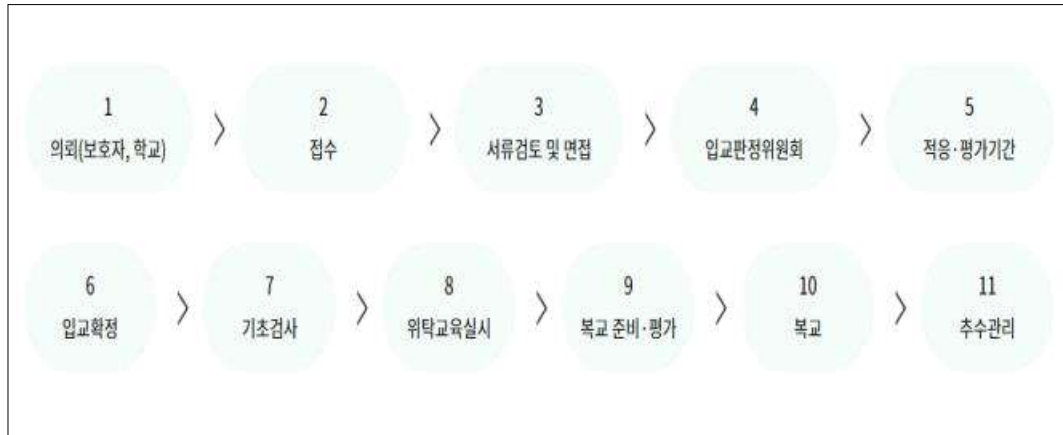 1
의뢰(보호자, 학교)
2
접수
3
서류검토 및 면접
4
입교판정위원회
5
적응·평가기간
6
입교확정
7
기초검사
8
위탁교육실시
9
복교 준비·평가
10
복교
11
추수관리